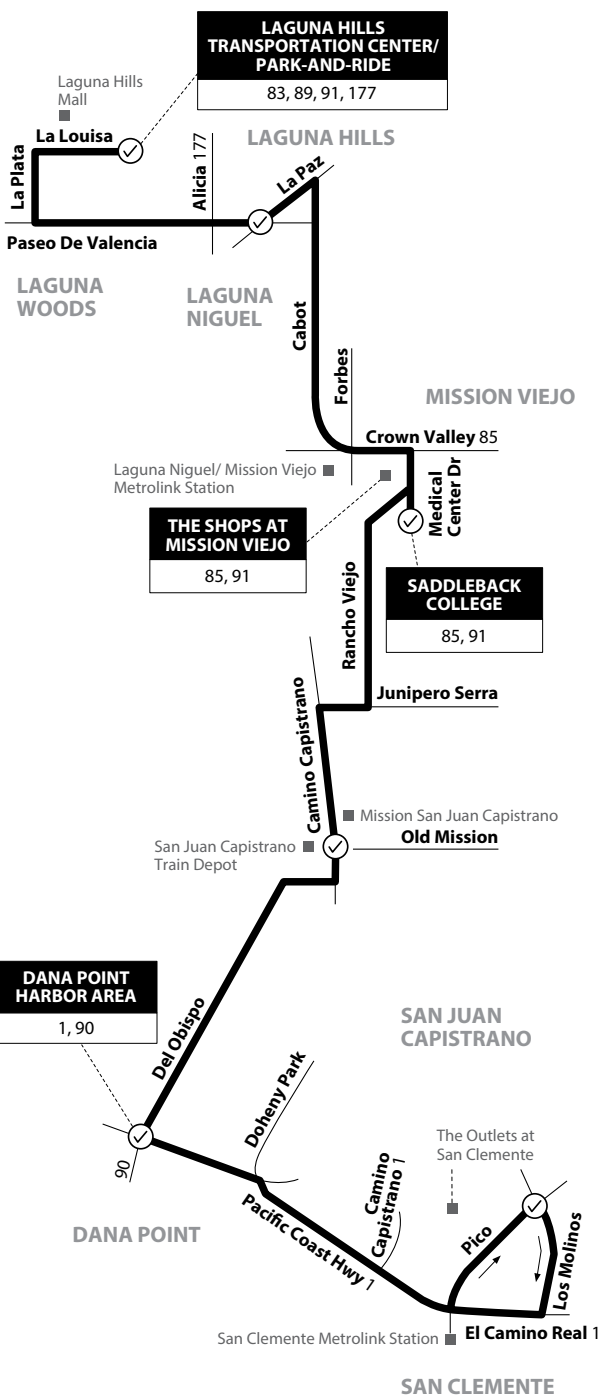 LAGUNA HILLS
TRANSPORTATION CENTER/
PARK-AND-RIDE
83, 89, 91, 177
Laguna Hills
Mall
La Louisa
LAGUNA HILLS
La Plata
Alicia 177
La Paz
Paseo De Valencia
LAGUNA
WOODS
LAGUNA
NIGUEL
Cabot
Forbes
MISSION VIEJO
Crown Valley 85
Laguna Niguel/ Mission Viejo
Metrolink Station
Medical
Center Dr
THE SHOPS AT
MISSION VIEJO
85, 91
SADDLEBACK
COLLEGE
85, 91
Rancho Viejo
Junipero Serra
Camino Capistrano
Mission San Juan Capistrano
Old Mission
San Juan Capistrano
Train Depot
DANA POINT
HARBOR AREA
1, 90
Del Obispo
SAN JUAN
CAPISTRANO
Doheny Park
90
The Outlets at
San Clemente
Camino
Capistrano 1
DANA POINT
Pacific Coast Hwy 1
Pico
Los Molinos
San Clemente Metrolink Station
El Camino Real 1
SAN CLEMENTE